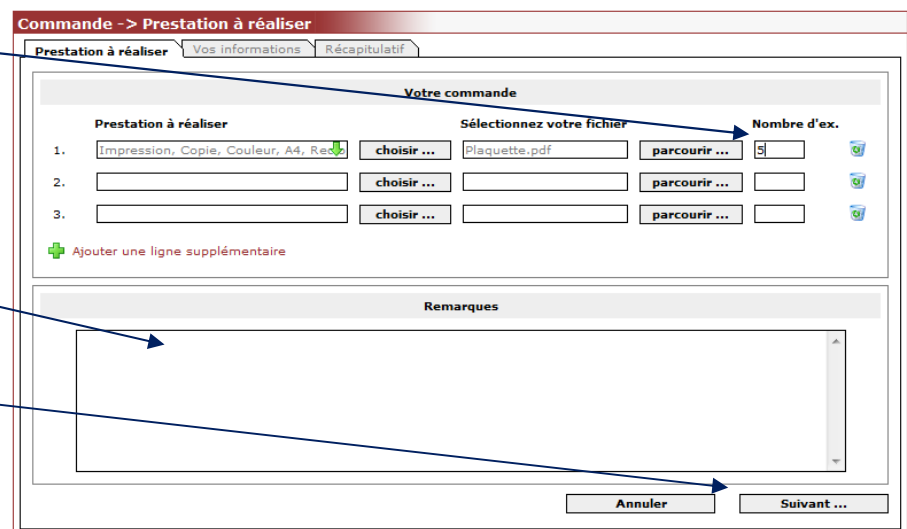 Commande -> Prestation à réaliser
Prestation à réaliser Vos informations Récapitulatif
Votre commande
Prestation à réaliser Sélectionnez votre fichier Nombre d'ex.
1. Impression, Copie, Couleur, A4, Recto choisir ... Plaquette.pdf parcourir ... 5
2. choisir ... parcourir ...
3. choisir ... parcourir ...
Ajouter une ligne supplémentaire
Remarques
Annuler Suivant ...